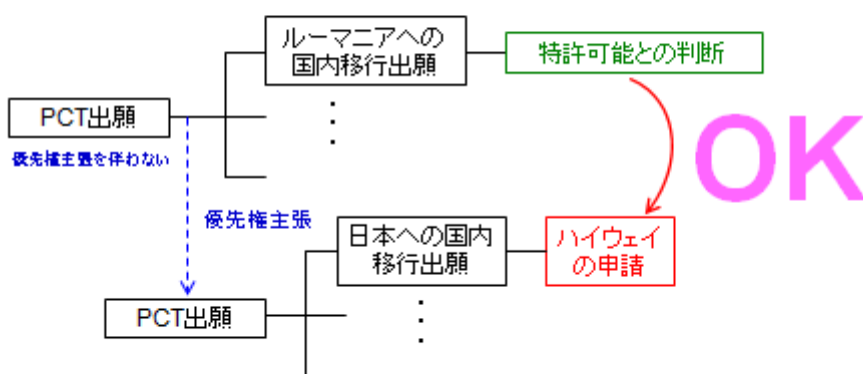 ルーマニアへの
国内移行出願
特許可能との判断
PCT出願
優先権主張を伴わない
OK
優先権主張
日本への国内
移行出願
ハイウェイ
の申請
PCT出願